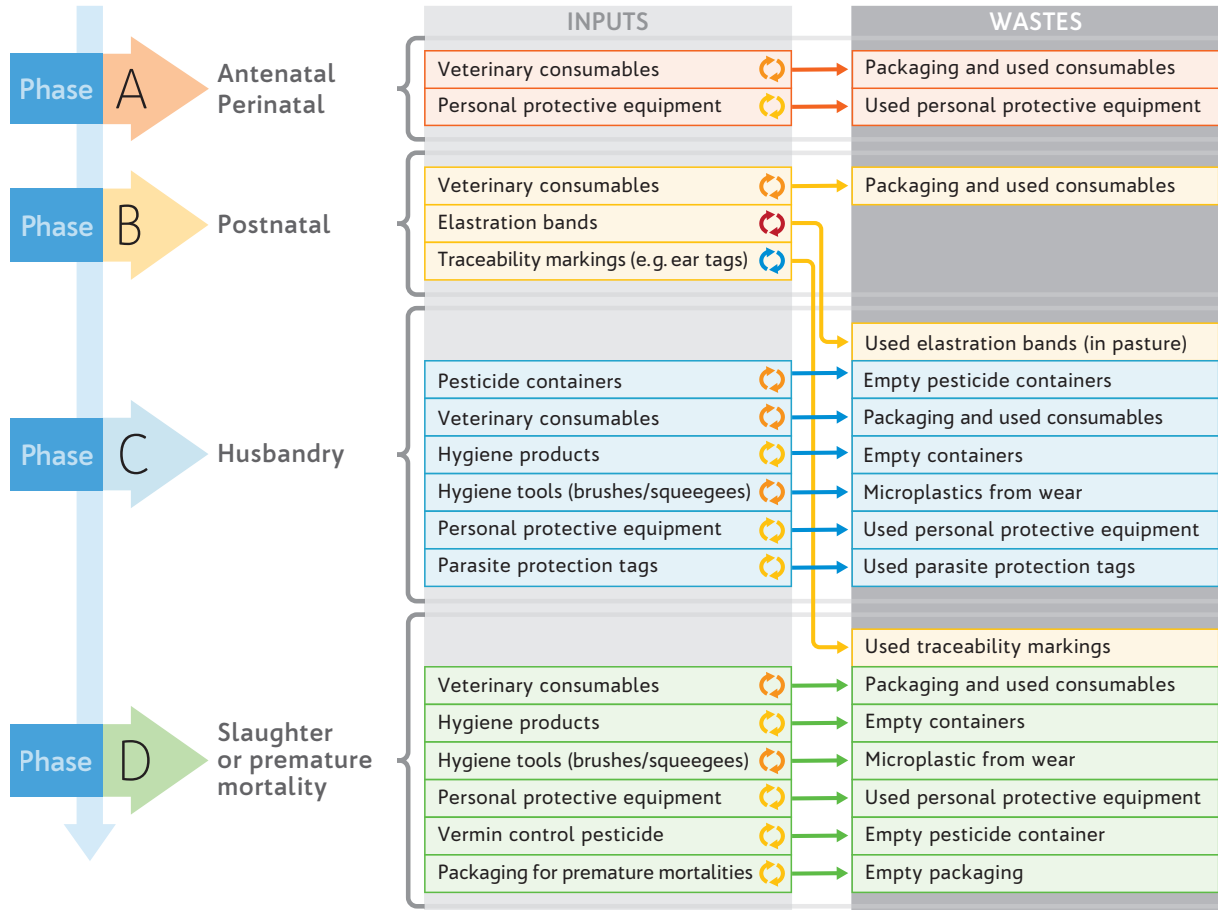 INPUTS
WASTES
Phase A
Antenatal
Perinatal
Veterinary consumables
Packaging and used consumables
Personal protective equipment
Used personal protective equipment
Phase B
Postnatal
Veterinary consumables
Packaging and used consumables
Elastration bands
Traceability markings (e.g. ear tags)
Used elastration bands (in pasture)
Phase C
Husbandry
Pesticide containers
Empty pesticide containers
Veterinary consumables
Packaging and used consumables
Hygiene products
Empty containers
Hygiene tools (brushes/squeegees)
Microplastics from wear
Personal protective equipment
Used personal protective equipment
Parasite protection tags
Used parasite protection tags
Used traceability markings
Phase D
Slaughter
or premature
mortality
Veterinary consumables
Packaging and used consumables
Hygiene products
Empty containers
Hygiene tools (brushes/squeegees)
Microplastic from wear
Personal protective equipment
Used personal protective equipment
Vermin control pesticide
Empty pesticide container
Packaging for premature mortalities
Empty packaging